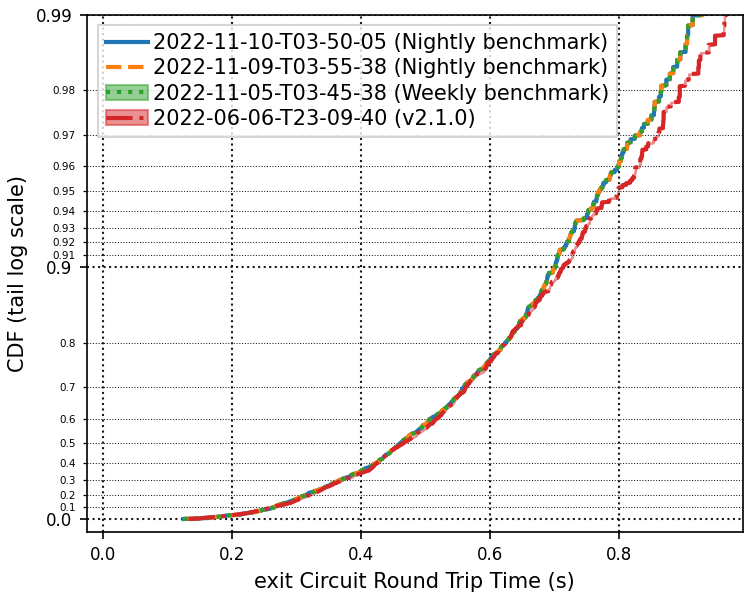 0.99
2022-11-10-T03-50-05 (Nightly benchmark)
2022-11-09-T03-55-38 (Nightly benchmark)
2022-11-05-T03-45-38 (Weekly benchmark)
2022-06-06-T23-09-40 (v2.1.0)
0.98
0.97
0.96
0.95
0.94
0.93
0.92
0.91
0.9
0.8
0.7
0.6
0.5
0.4
0.3
0.2
0.1
0.0
CDF (tail log scale)
0.0 0.2 0.4 0.6 0.8
exit Circuit Round Trip Time (s)